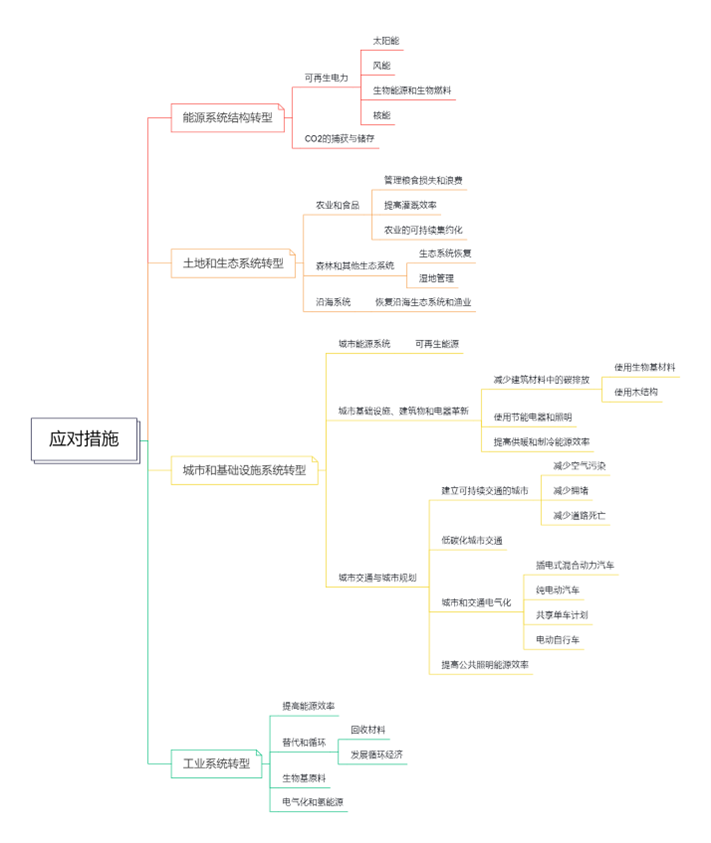 应对措施
能源系统结构转型
可再生电力
太阳能
风能
生物能源和生物燃料
核能
CO2的捕获与储存
土地和生态系统转型
农业和食品
管理粮食损失和浪费
提高灌溉效率
农业的可持续集约化
森林和其他生态系统
生态系统恢复
湿地管理
沿海系统
恢复沿海生态系统和渔业
城市和基础设施系统转型
城市能源系统
可再生能源
城市基础设施、建筑物和电器革新
减少建筑材料中的碳排放
使用生物基材料
使用木结构
使用节能电器和照明
提高供暖和制冷能源效率
城市交通与城市规划
建立可持续交通的城市
减少空气污染
减少拥堵
减少道路死亡
低碳化城市交通
城市和交通电气化
插电式混合动力汽车
纯电动汽车
共享单车计划
电动自行车
提高公共照明能源效率
工业系统转型
提高能源效率
替代和循环
回收材料
发展循环经济
生物基原料
电气化和氢能源